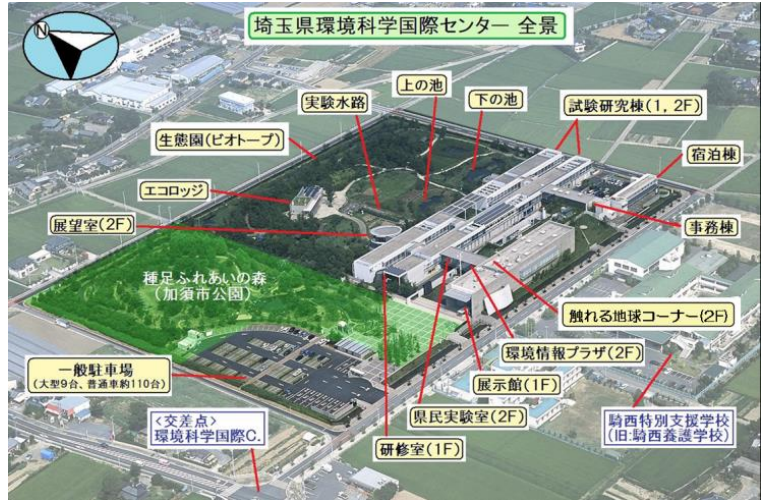 埼玉県環境科学国際センター 全景
N
上の池
実験水路
下の池
試験研究棟(1, 2F)
生態園(ビオトープ)
宿泊棟
エコロッジ
展望室(2F)
事務棟
種足ふれあいの森
(加須市公園)
触れる地球コーナー(2F)
環境情報プラザ(2F)
一般駐車場
(大型9台、普通車約110台)
展示館(1F)
<交差点>
環境科学国際C.
県民実験室(2F)
騎西特別支援学校
(旧:騎西養護学校)
研修室(1F)